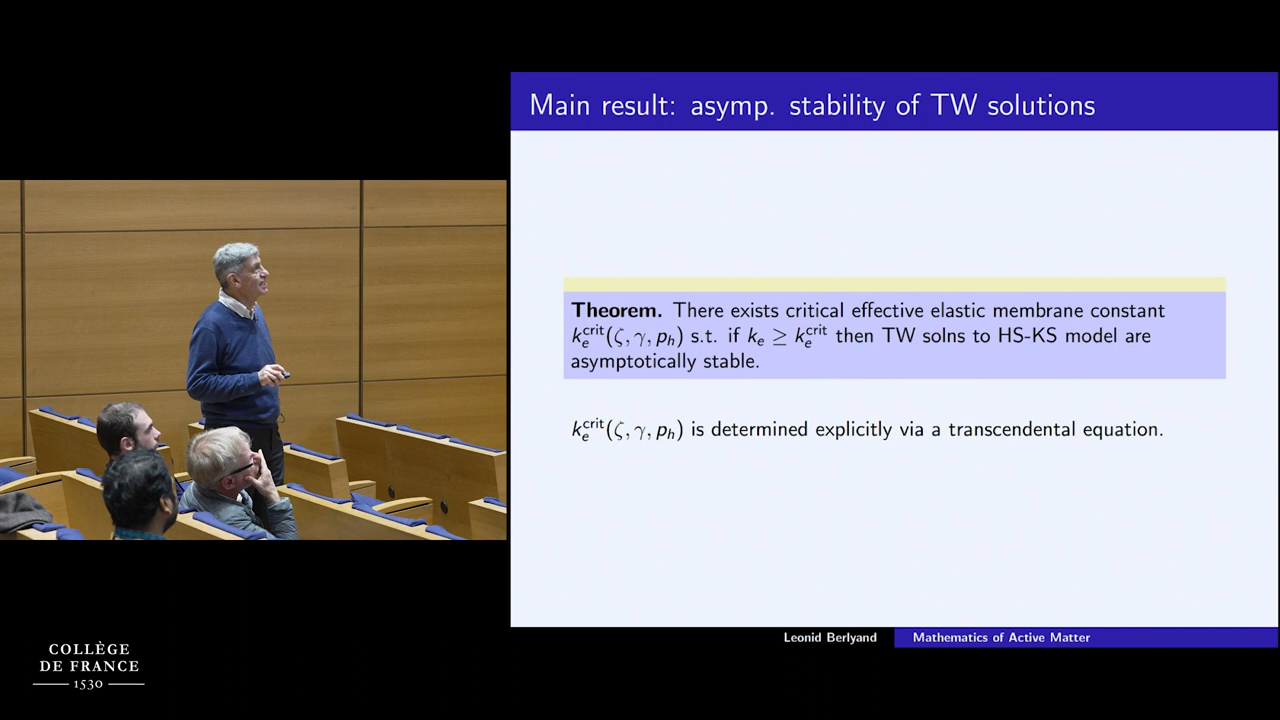 Main result: asymp. stability of TW solutions
Theorem. There exists critical effective elastic membrane constant
k_e^crit(ζ, γ, p_h) s.t. if k_e ≥ k_e^crit then TW solns to HS-KS model are
asymptotically stable.
k_e^crit(ζ, γ, p_h) is determined explicitly via a transcendental equation.
Leonid Berlyand
Mathematics of Active Matter
COLLÈGE
DE FRANCE
1530